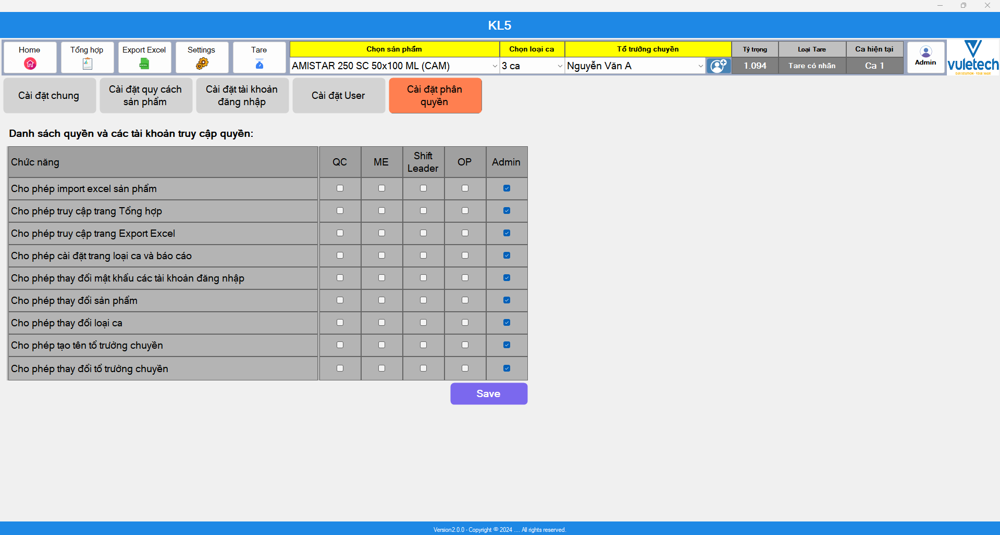 KL5
Home
Tổng hợp
Export Excel
EXCEL
Settings
Tare
Chọn sản phẩm
Chọn loại ca
Tổ trưởng chuyền
Tỷ trọng
Loại Tare
Ca hiện tại
AMISTAR 250 SC 50x100 ML (CAM)
3 ca
Nguyễn Văn A
1.094
Tare có nhãn
Ca 1
Admin
vuletech
OUR SOLUTION - YOUR VALUE
Cài đặt chung
Cài đặt quy cách
sản phẩm
Cài đặt tài khoản
đăng nhập
Cài đặt User
Cài đặt phân
quyền
Danh sách quyền và các tài khoản truy cập quyền:
Chức năng
QC
ME
Shift
Leader
OP
Admin
Cho phép import excel sản phẩm
Cho phép truy cập trang Tổng hợp
Cho phép truy cập trang Export Excel
Cho phép cài đặt trang loại ca và báo cáo
Cho phép thay đổi mật khẩu các tài khoản đăng nhập
Cho phép thay đổi sản phẩm
Cho phép thay đổi loại ca
Cho phép tạo tên tổ trưởng chuyền
Cho phép thay đổi tổ trưởng chuyền
Save
Version2.0.0 - Copyright © 2024 .... All rights reserved.